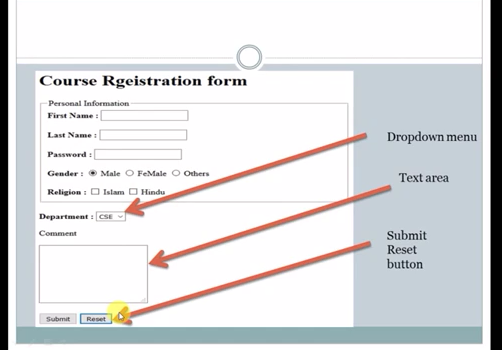 Course Rgeistration form
Personal Information
First Name :
Last Name :
Password :
Gender : Male FeMale Others
Religion : Islam Hindu
Department : CSE
Comment
Submit Reset
Dropdown menu
Text area
Submit
Reset
button